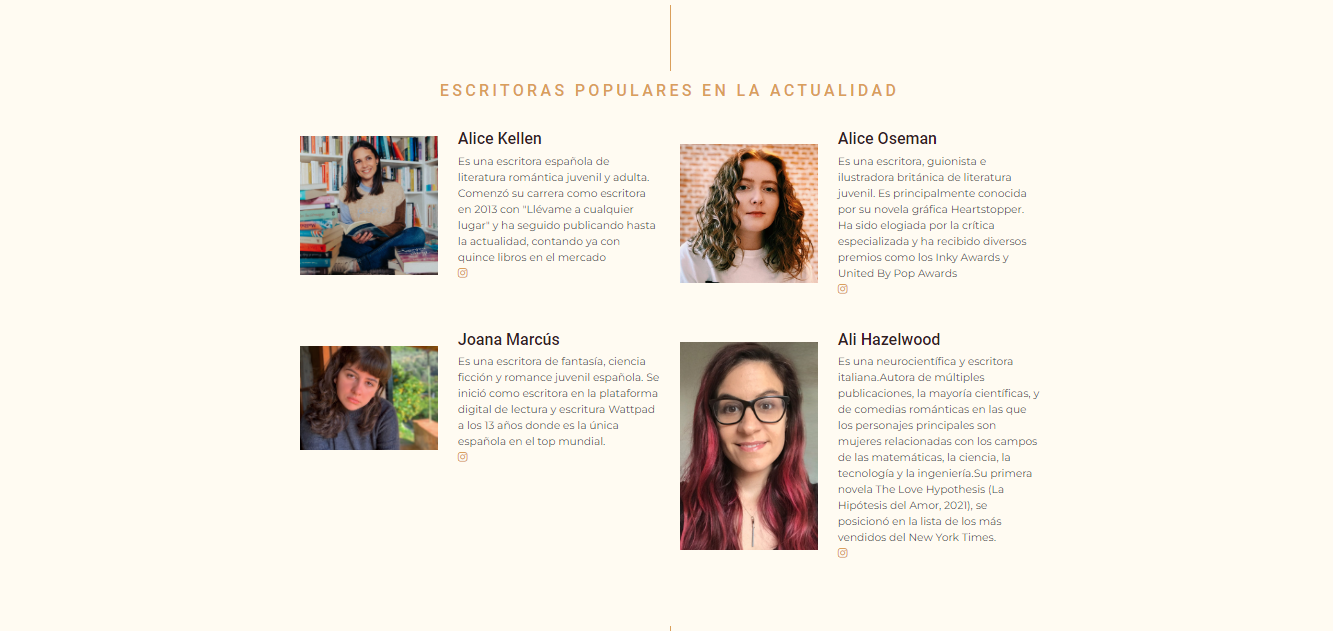 ESCRITORAS POPULARES EN LA ACTUALIDAD
Alice Kellen
Es una escritora española de
literatura romántica juvenil y adulta.
Comenzó su carrera como escritora
en 2013 con "Llévame a cualquier
lugar" y ha seguido publicando hasta
la actualidad, contando ya con
quince libros en el mercado
Alice Oseman
Es una escritora, guionista e
ilustradora británica de literatura
juvenil. Es principalmente conocida
por su novela gráfica Heartstopper.
Ha sido elogiada por la crítica
especializada y ha recibido diversos
premios como los Inky Awards y
United By Pop Awards
Joana Marcús
Es una escritora de fantasía, ciencia
ficción y romance juvenil española. Se
inició como escritora en la plataforma
digital de lectura y escritura Wattpad
a los 13 años donde es la única
española en el top mundial.
Ali Hazelwood
Es una neurocientífica y escritora
italiana.Autora de múltiples
publicaciones, la mayoría científicas, y
de comedias románticas en las que
los personajes principales son
mujeres relacionadas con los campos
de las matemáticas, la ciencia, la
tecnología y la ingeniería.Su primera
novela The Love Hypothesis (La
Hipótesis del Amor, 2021), se
posicionó en la lista de los más
vendidos del New York Times.